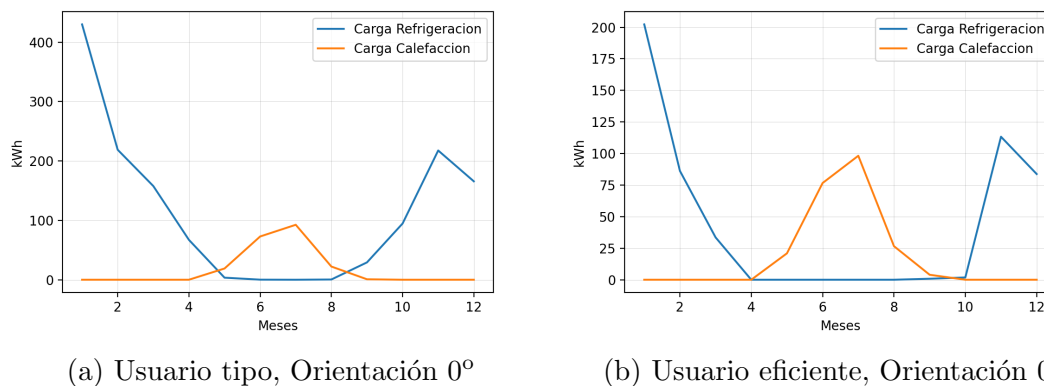 Carga Refrigeracion
Carga Calefaccion
kWh
400
300
200
100
0
2 4 6 8 10 12
Meses
(a) Usuario tipo, Orientación 0º
Carga Refrigeracion
Carga Calefaccion
kWh
200
175
150
125
100
75
50
25
0
2 4 6 8 10 12
Meses
(b) Usuario eficiente, Orientación